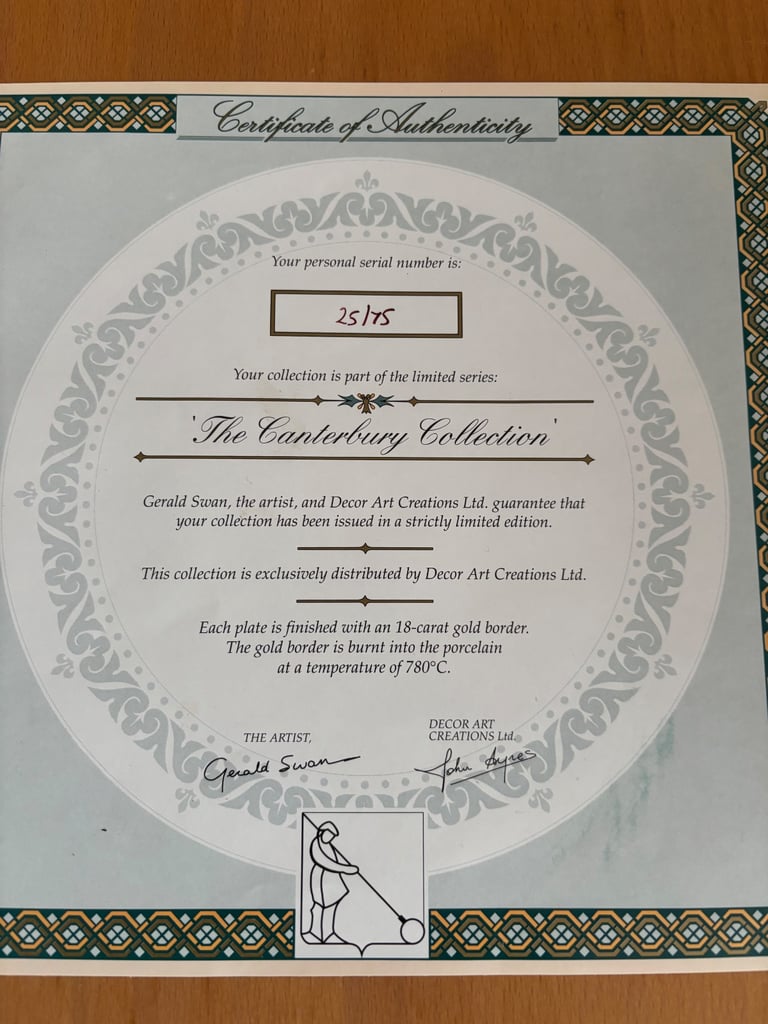 Certificate of Authenticity
Your personal serial number is:
25/75
Your collection is part of the limited series:
'The Canterbury Collection'
Gerald Swan, the artist, and Decor Art Creations Ltd. guarantee that
your collection has been issued in a strictly limited edition.
This collection is exclusively distributed by Decor Art Creations Ltd.
Each plate is finished with an 18-carat gold border.
The gold border is burnt into the porcelain
at a temperature of 780°C.
THE ARTIST,
Gerald Swan
DECOR ART
CREATIONS Ltd.
John Ayres